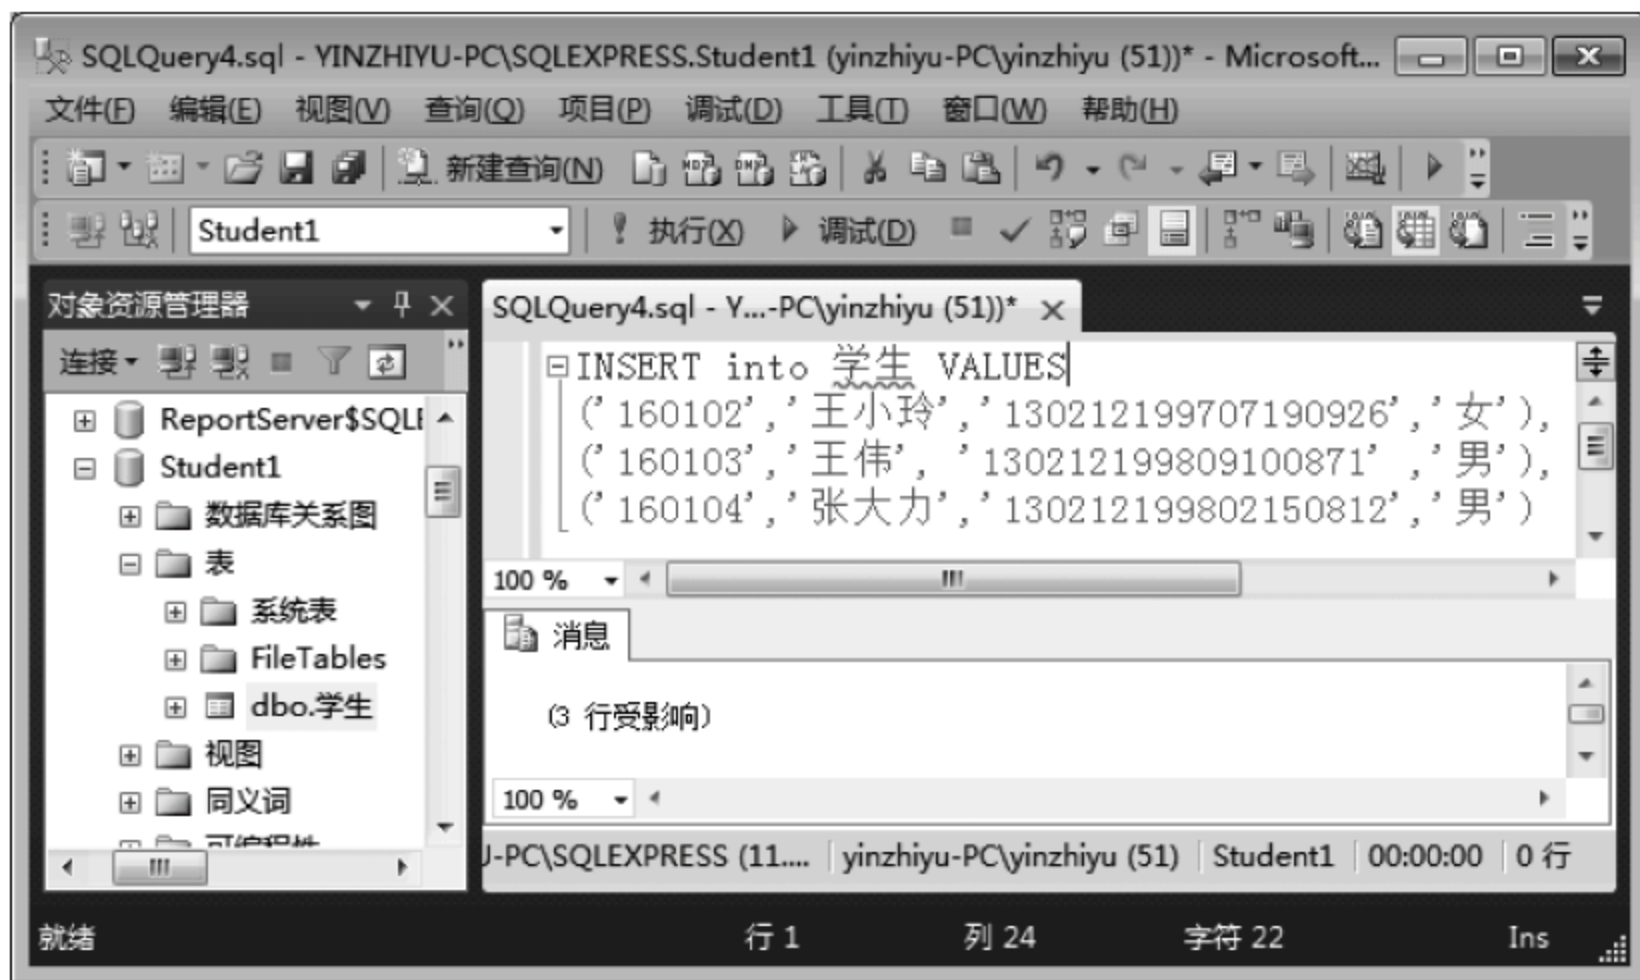 SQLQuery4.sql - YINZHIYU-PC\SQLEXPRESS.Student1 (yinzhiyu-PC\yinzhiyu (51))* - Microsoft...
文件(F) 编辑(E) 视图(V) 查询(Q) 项目(P) 调试(D) 工具(T) 窗口(W) 帮助(H)
新建查询(N)
Student1 执行(X) 调试(D)
对象资源管理器
连接
ReportServer$SQLE
Student1
数据库关系图
表
系统表
FileTables
dbo.学生
视图
同义词
可编程性
SQLQuery4.sql - Y...-PC\yinzhiyu (51))*
INSERT into 学生 VALUES
('160102','王小玲','130212199707190926','女'),
('160103','王伟', '130212199809100871' ,'男'),
('160104','张大力','130212199802150812','男')
100 %
消息
(3 行受影响)
100 %
J-PC\SQLEXPRESS (11.... yinzhiyu-PC\yinzhiyu (51) Student1 00:00:00 0 行
就绪 行 1 列 24 字符 22 Ins